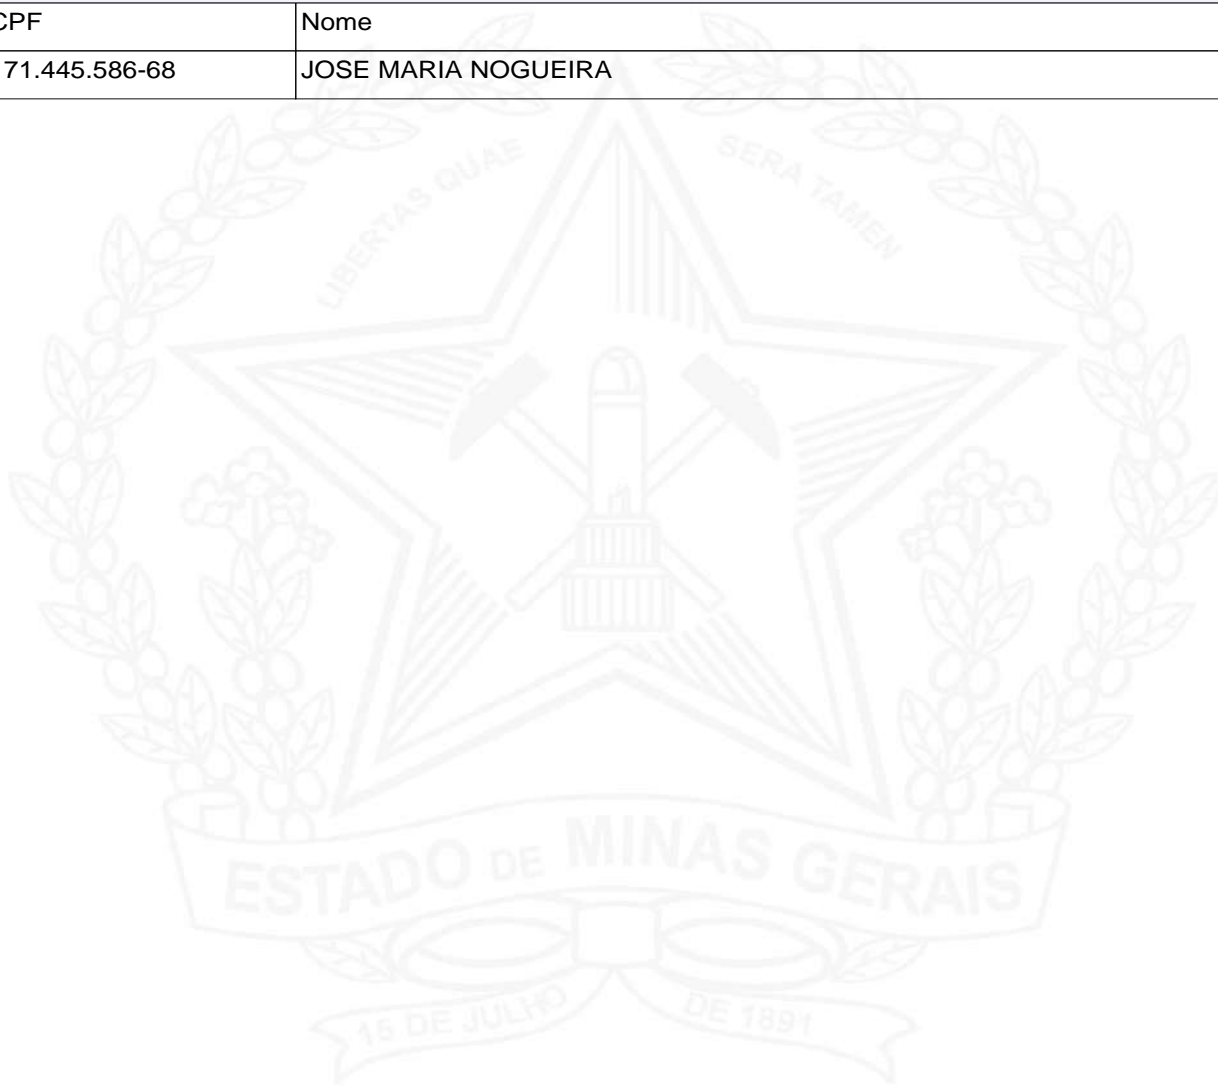 CPF Nome
71.445.586-68 JOSE MARIA NOGUEIRA
LIBERTAS QUAE SERA TAMEN
ESTADO DE MINAS GERAIS
15 DE JULHO DE 1891